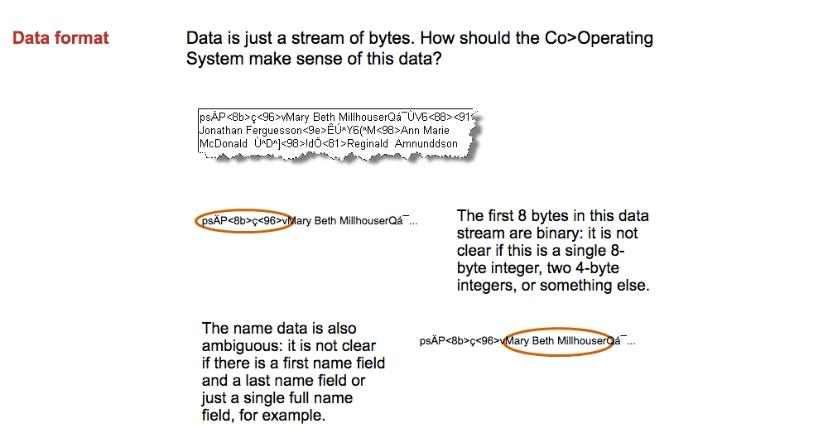 Data format
Data is just a stream of bytes. How should the Co>Operating
System make sense of this data?
psÄP<8b>ç<96>vMary Beth MillhouserQá¯ÙV6<88><91
Jonathan Ferguesson<9e>ÊÚ^Y6(^M<98>Ann Marie
McDonald Ù^D^]<98>!dÕ<81>Reginald Amnunddson
psÄP<8b>ç<96>vMary Beth MillhouserQá¯...
The first 8 bytes in this data
stream are binary: it is not
clear if this is a single 8-
byte integer, two 4-byte
integers, or something else.
The name data is also
ambiguous: it is not clear
if there is a first name field
and a last name field or
just a single full name
field, for example.
psÄP<8b>ç<96>vMary Beth MillhouserQá¯...